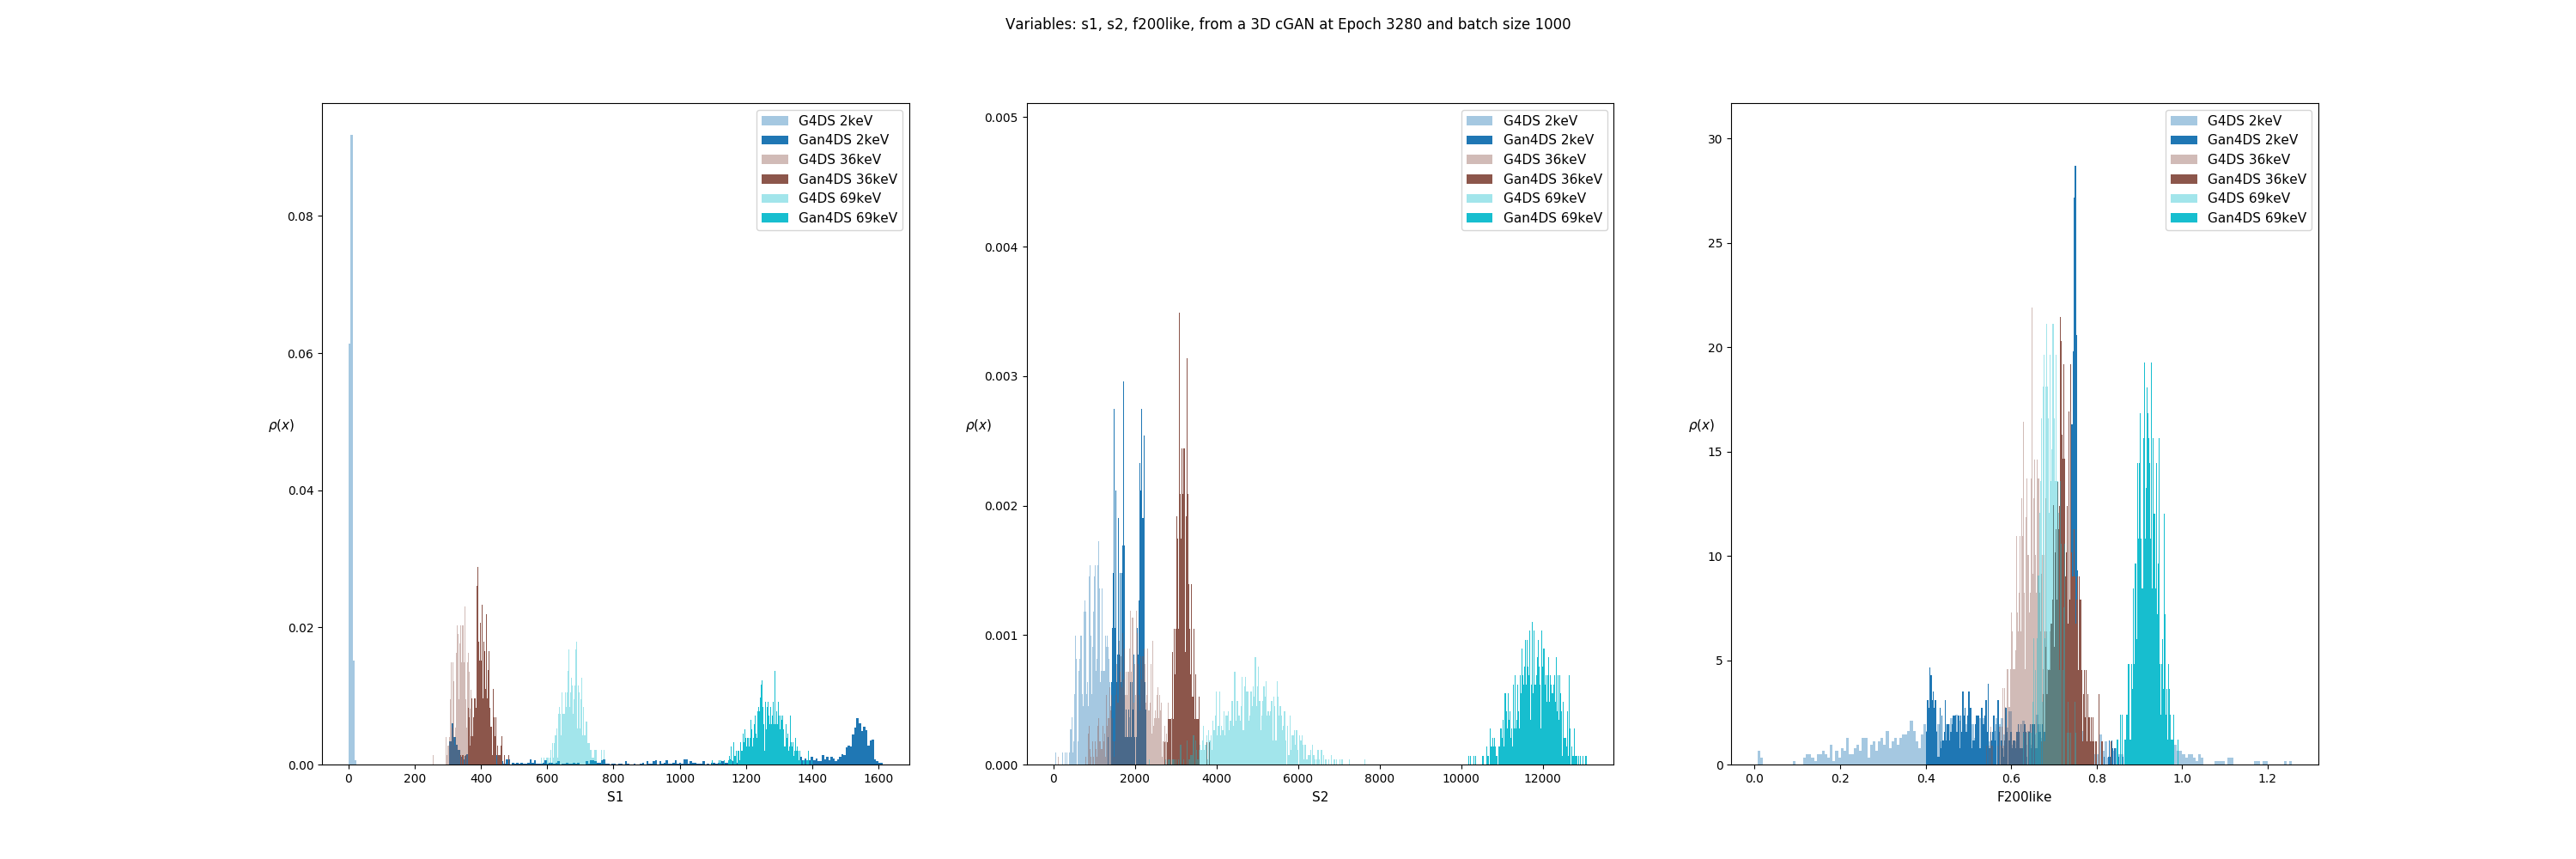 Variables: s1, s2, f200like, from a 3D cGAN at Epoch 3280 and batch size 1000
G4DS 2keV
Gan4DS 2keV
G4DS 36keV
Gan4DS 36keV
G4DS 69keV
Gan4DS 69keV
0.08
0.06
0.04
0.02
0.00
ρ(x)
0 200 400 600 800 1000 1200 1400 1600
S1
G4DS 2keV
Gan4DS 2keV
G4DS 36keV
Gan4DS 36keV
G4DS 69keV
Gan4DS 69keV
0.005
0.004
0.003
0.002
0.001
0.000
ρ(x)
0 2000 4000 6000 8000 10000 12000
S2
G4DS 2keV
Gan4DS 2keV
G4DS 36keV
Gan4DS 36keV
G4DS 69keV
Gan4DS 69keV
30
25
20
15
10
5
0
ρ(x)
0.0 0.2 0.4 0.6 0.8 1.0 1.2
F200like